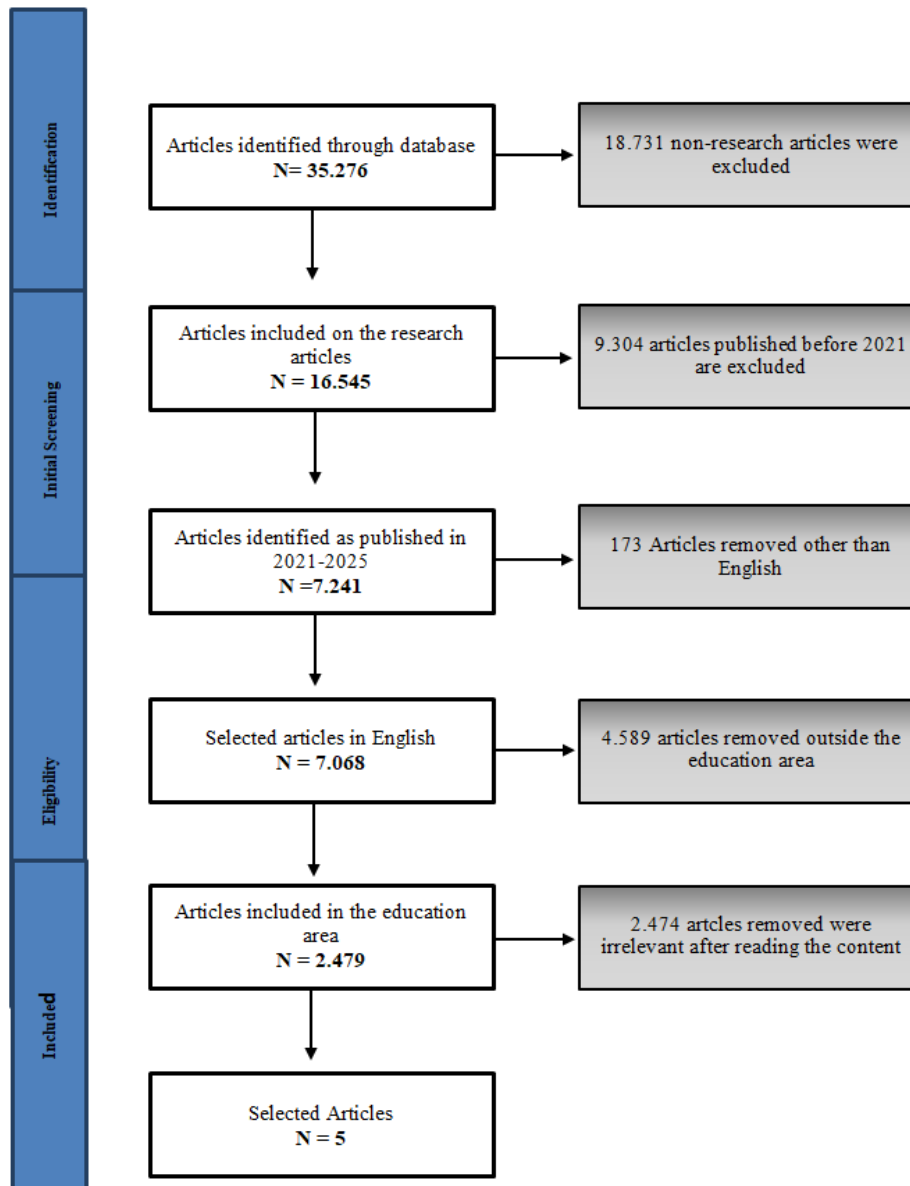 Identification
Articles identified through database
N= 35.276
18.731 non-research articles were
excluded
Initial Screening
Articles included on the research
articles
N = 16.545
9.304 articles published before 2021
are excluded
Articles identified as published in
2021-2025
N =7.241
173 Articles removed other than
English
Eligibility
Selected articles in English
N = 7.068
4.589 articles removed outside the
education area
Included
Articles included in the education
area
N = 2.479
2.474 artcles removed were
irrelevant after reading the content
Selected Articles
N = 5